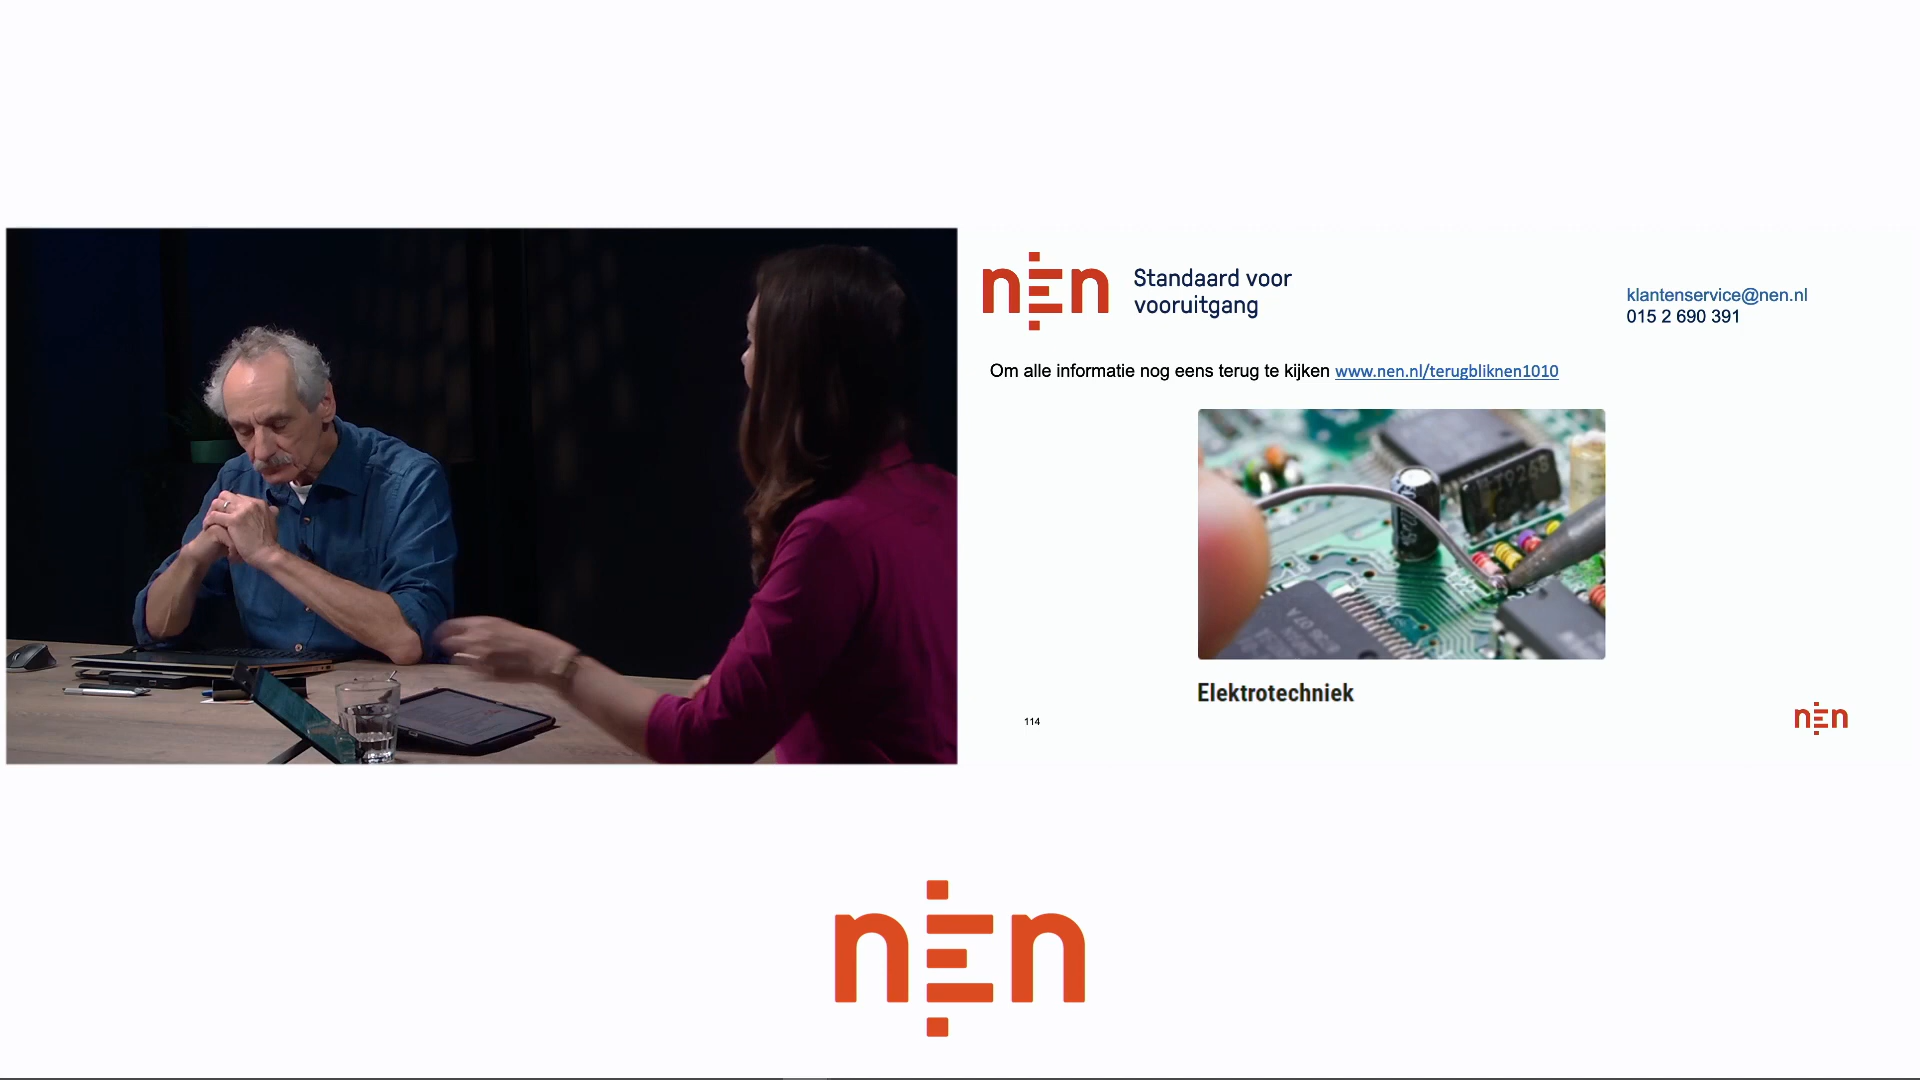 nen
Standaard voor
vooruitgang
klantenservice@nen.nl
015 2 690 391
Om alle informatie nog eens terug te kijken www.nen.nl/terugbliknen1010
Elektrotechniek
114
nen
nen